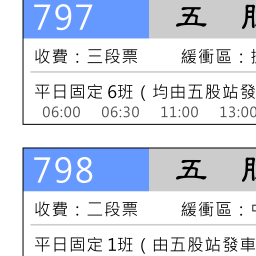 797 五股
收費：三段票 緩衝區：
平日固定 6班（均由五股站發
06:00 06:30 11:00 13:00
798 五股
收費：二段票 緩衝區：
平日固定 1班（由五股站發車